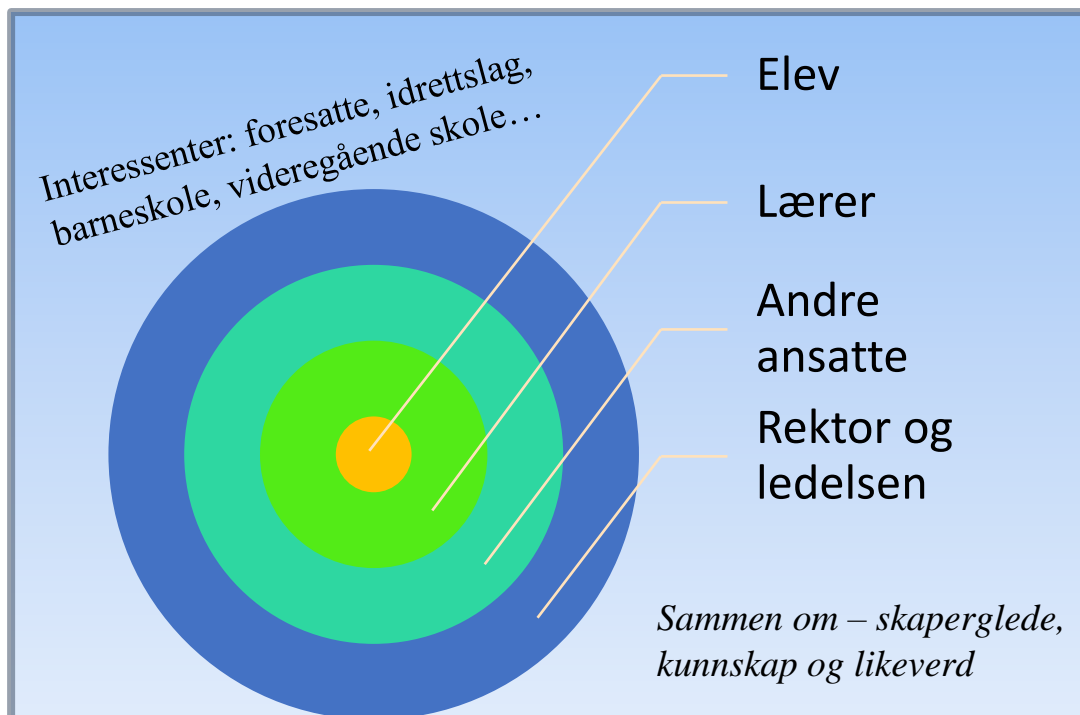 Interessenter: foresatte, idrettslag,
barneskole, videregående skole…
Elev
Lærer
Andre
ansatte
Rektor og
ledelsen
Sammen om – skaperglede,
kunnskap og likeverd